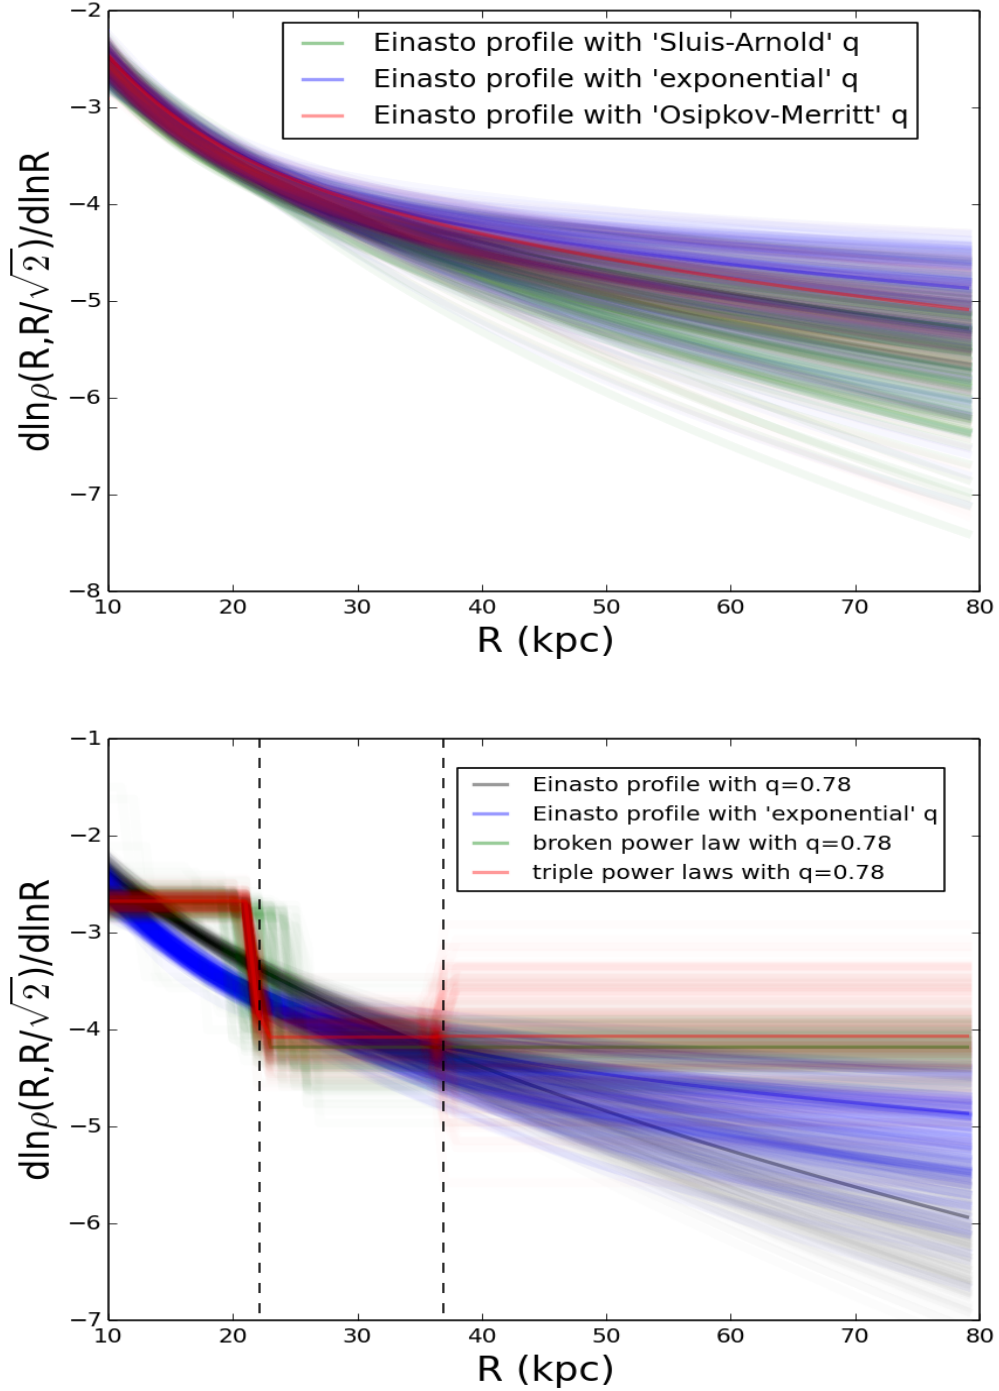 −2
−3
−4
−5
−6
−7
−8
10 20 30 40 50 60 70 80
R (kpc)
dlnρ(R,R/√2)/dlnR
Einasto profile with 'Sluis-Arnold' q
Einasto profile with 'exponential' q
Einasto profile with 'Osipkov-Merritt' q
−1
−2
−3
−4
−5
−6
−7
10 20 30 40 50 60 70 80
R (kpc)
dlnρ(R,R/√2)/dlnR
Einasto profile with q=0.78
Einasto profile with 'exponential' q
broken power law with q=0.78
triple power laws with q=0.78